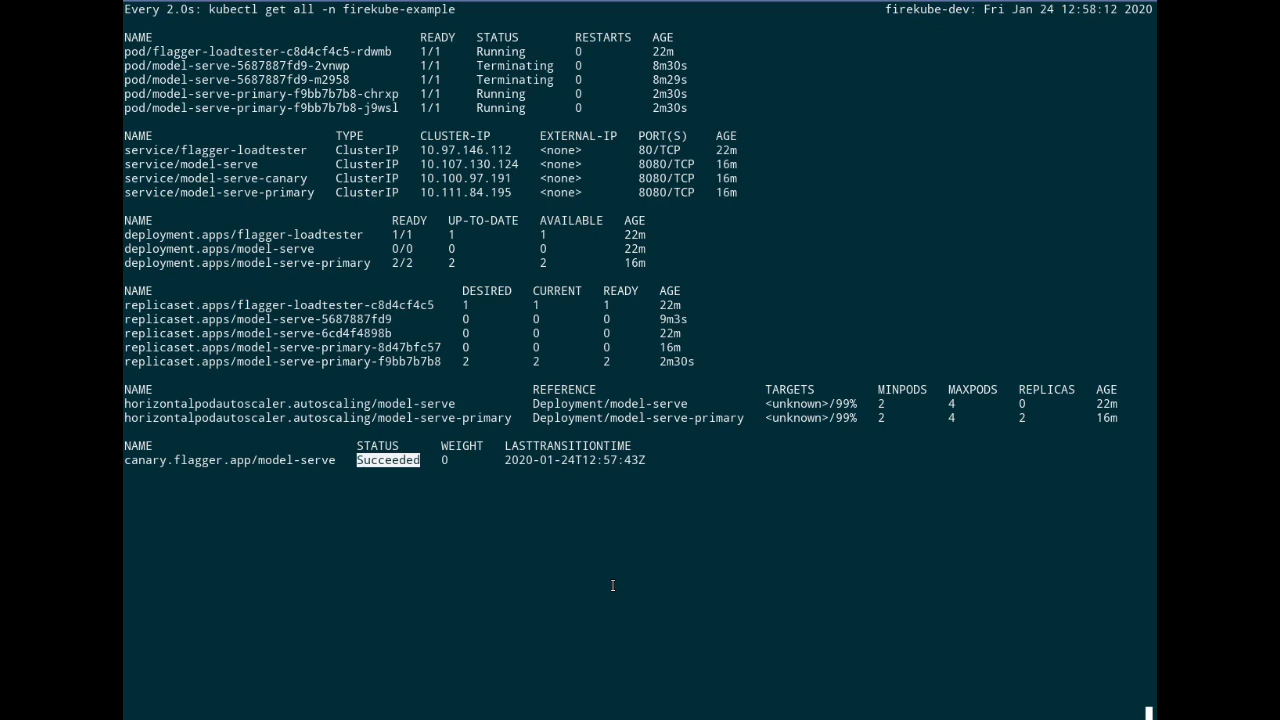 Every 2.0s: kubectl get all -n firekube-example firekube-dev: Fri Jan 24 12:58:12 2020
NAME READY STATUS RESTARTS AGE
pod/flagger-loadtester-c8d4cf4c5-rdwmb 1/1 Running 0 22m
pod/model-serve-5687887fd9-2vnwp 1/1 Terminating 0 8m30s
pod/model-serve-5687887fd9-m2958 1/1 Terminating 0 8m29s
pod/model-serve-primary-f9bb7b7b8-chrxp 1/1 Running 0 2m30s
pod/model-serve-primary-f9bb7b7b8-j9wsl 1/1 Running 0 2m30s
NAME TYPE CLUSTER-IP EXTERNAL-IP PORT(S) AGE
service/flagger-loadtester ClusterIP 10.97.146.112 <none> 80/TCP 22m
service/model-serve ClusterIP 10.107.130.124 <none> 8080/TCP 16m
service/model-serve-canary ClusterIP 10.100.97.191 <none> 8080/TCP 16m
service/model-serve-primary ClusterIP 10.111.84.195 <none> 8080/TCP 16m
NAME READY UP-TO-DATE AVAILABLE AGE
deployment.apps/flagger-loadtester 1/1 1 1 22m
deployment.apps/model-serve 0/0 0 0 22m
deployment.apps/model-serve-primary 2/2 2 2 16m
NAME DESIRED CURRENT READY AGE
replicaset.apps/flagger-loadtester-c8d4cf4c5 1 1 1 22m
replicaset.apps/model-serve-5687887fd9 0 0 0 9m3s
replicaset.apps/model-serve-6cd4f4898b 0 0 0 22m
replicaset.apps/model-serve-primary-8d47bfc57 0 0 0 16m
replicaset.apps/model-serve-primary-f9bb7b7b8 2 2 2 2m30s
NAME REFERENCE TARGETS MINPODS MAXPODS REPLICAS AGE
horizontalpodautoscaler.autoscaling/model-serve Deployment/model-serve <unknown>/99% 2 4 0 22m
horizontalpodautoscaler.autoscaling/model-serve-primary Deployment/model-serve-primary <unknown>/99% 2 4 2 16m
NAME STATUS WEIGHT LASTTRANSITIONTIME
canary.flagger.app/model-serve Succeeded 0 2020-01-24T12:57:43Z